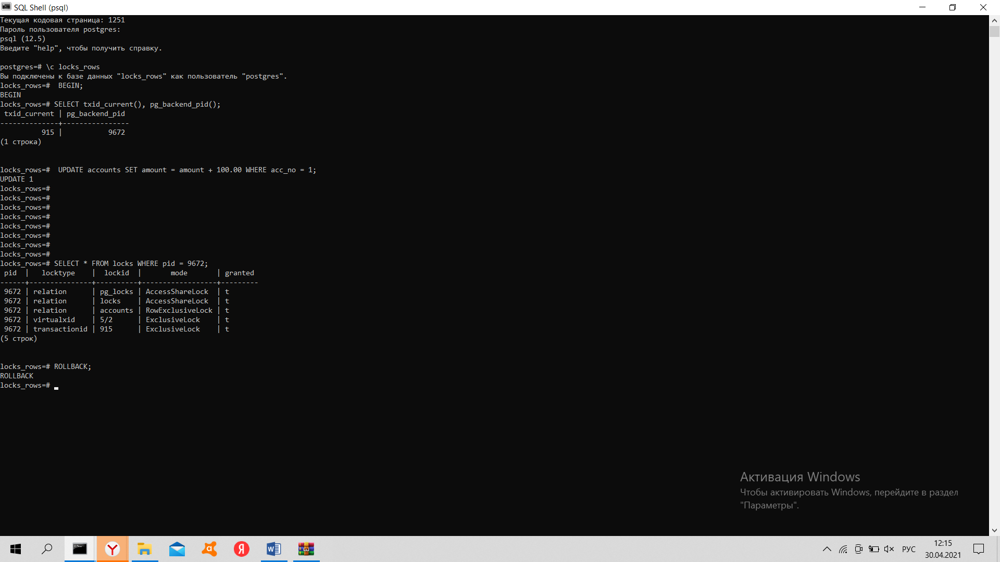 SQL Shell (psql)
Текущая кодовая страница: 1251
Пароль пользователя postgres:
psql (12.5)
Введите "help", чтобы получить справку.
postgres=# \c locks_rows
Вы подключены к базе данных "locks_rows" как пользователь "postgres".
locks_rows=#  BEGIN;
BEGIN
locks_rows=# SELECT txid_current(), pg_backend_pid();
 txid_current | pg_backend_pid
--------------+----------------
          915 |           9672
(1 строка)
locks_rows=#  UPDATE accounts SET amount = amount + 100.00 WHERE acc_no = 1;
UPDATE 1
locks_rows=#
locks_rows=#
locks_rows=#
locks_rows=#
locks_rows=#
locks_rows=#
locks_rows=#
locks_rows=#
locks_rows=# SELECT * FROM locks WHERE pid = 9672;
 pid  |   locktype    |  lockid  |       mode       | granted
------+---------------+----------+------------------+---------
 9672 | relation      | pg_locks | AccessShareLock  | t
 9672 | relation      | locks    | AccessShareLock  | t
 9672 | relation      | accounts | RowExclusiveLock | t
 9672 | virtualxid    | 5/2      | ExclusiveLock    | t
 9672 | transactionid | 915      | ExclusiveLock    | t
(5 строк)
locks_rows=# ROLLBACK;
ROLLBACK
locks_rows=#
Активация Windows
Чтобы активировать Windows, перейдите в раздел
"Параметры".
РУС
12:15
30.04.2021